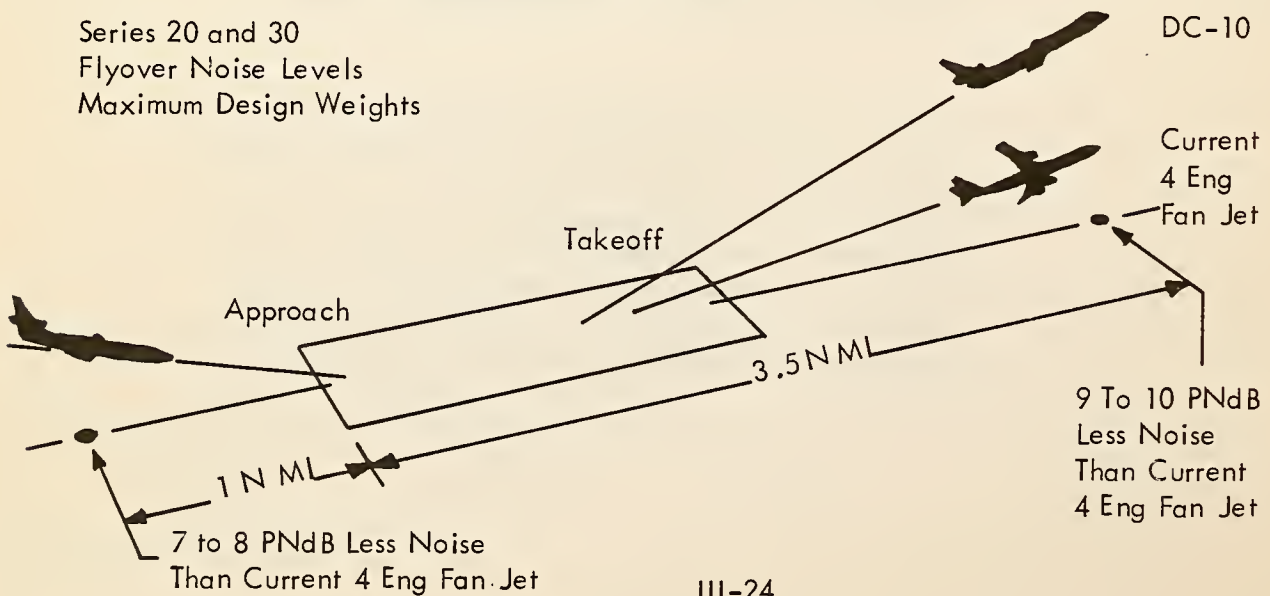 Series 20 and 30
Flyover Noise Levels
Maximum Design Weights
DC-10
Current
4 Eng
Fan Jet
Takeoff
Approach
3.5 N MI
1 N MI
9 To 10 PNdB
Less Noise
Than Current
4 Eng Fan Jet
7 to 8 PNdB Less Noise
Than Current 4 Eng Fan Jet
III-24